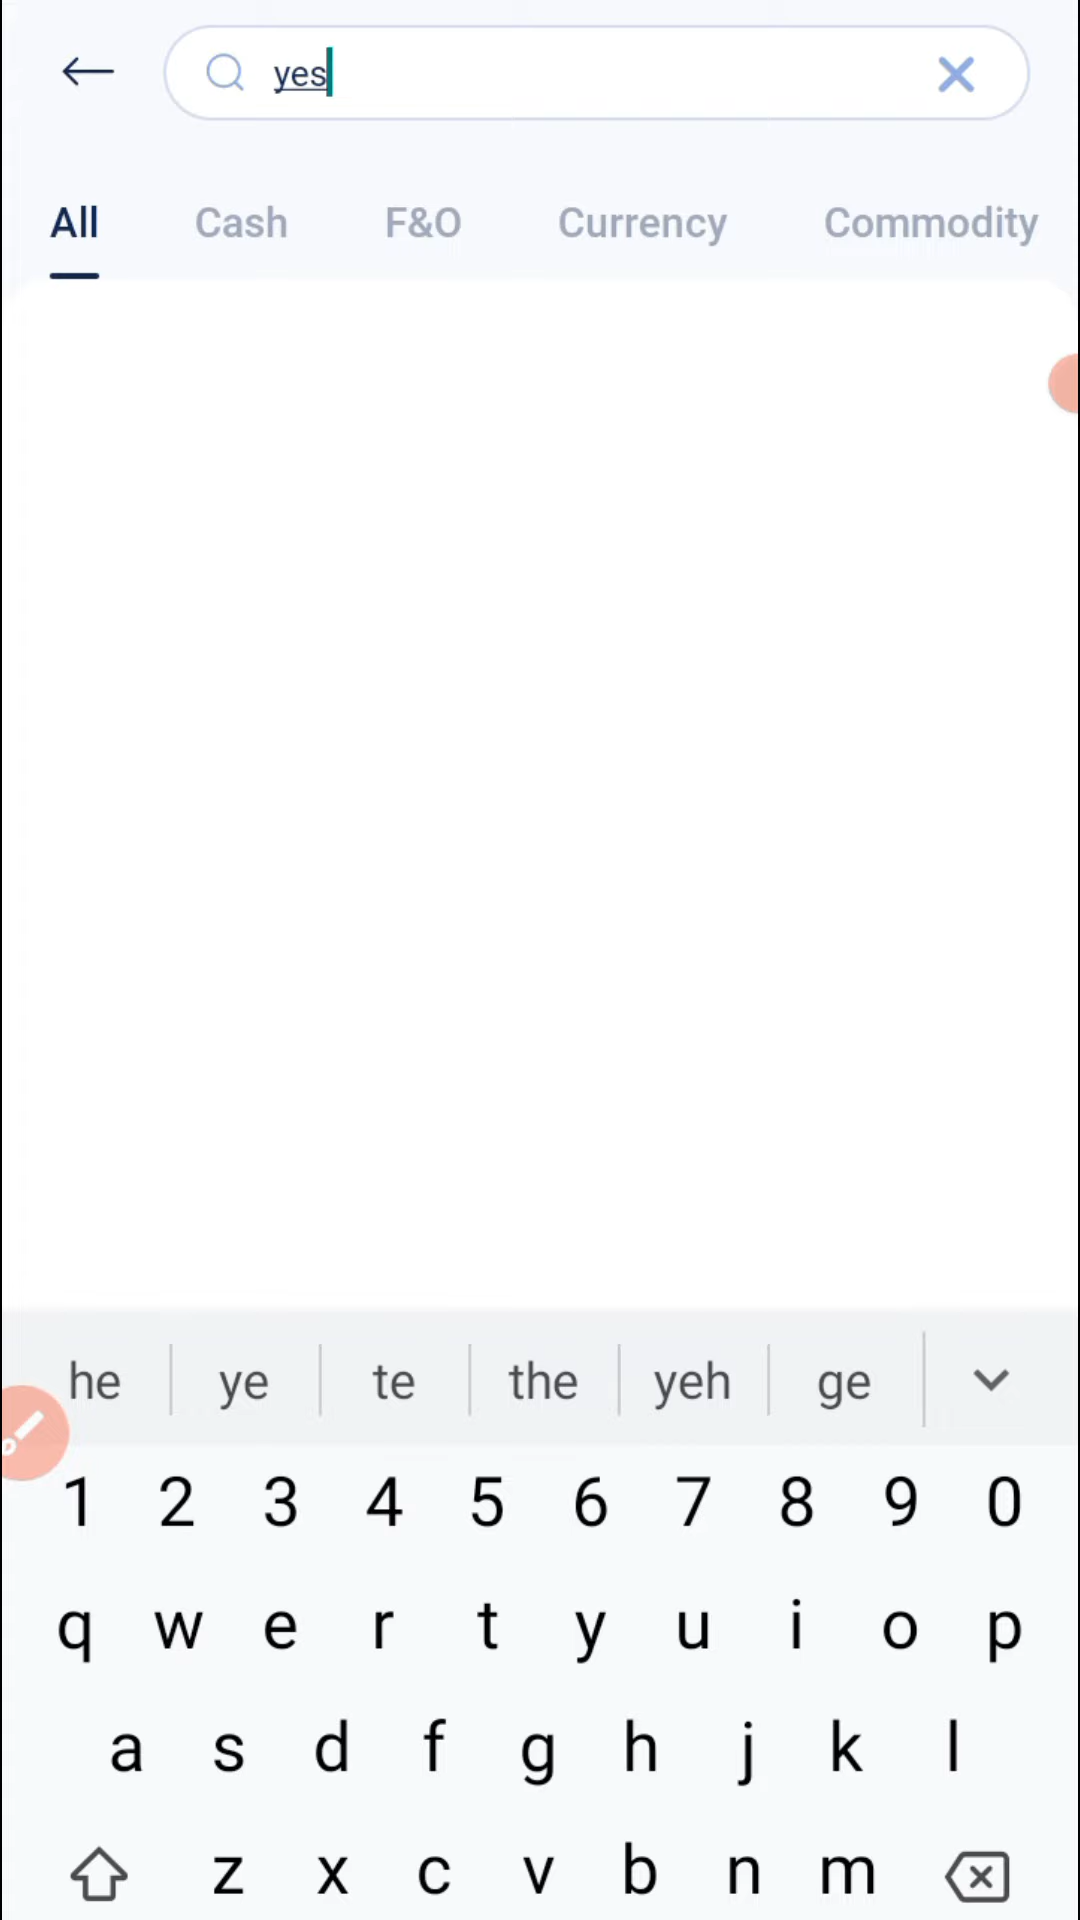 yes
All Cash F&O Currency Commodity
he ye te the yeh ge
1 2 3 4 5 6 7 8 9 0
q w e r t y u i o p
a s d f g h j k l
z x c v b n m